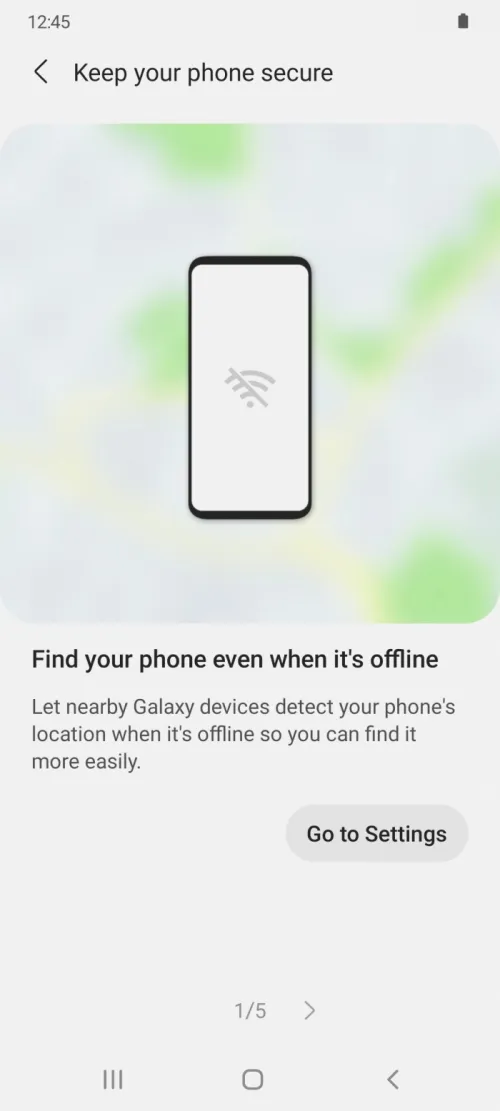 12:45
Keep your phone secure
Find your phone even when it's offline
Let nearby Galaxy devices detect your phone's
location when it's offline so you can find it
more easily.
Go to Settings
1/5